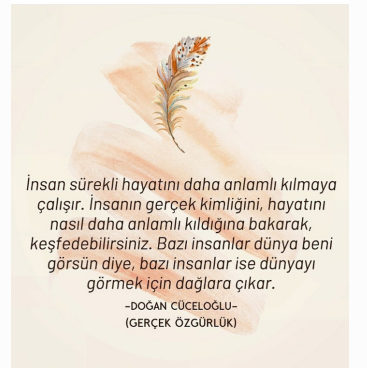 İnsan sürekli hayatını daha anlamlı kılmaya
çalışır. İnsanın gerçek kimliğini, hayatını
nasıl daha anlamlı kıldığına bakarak,
keşfedebilirsiniz. Bazı insanlar dünya beni
görsün diye, bazı insanlar ise dünyayı
görmek için dağlara çıkar.
-DOĞAN CÜCELOĞLU-
(GERÇEK ÖZGÜRLÜK)